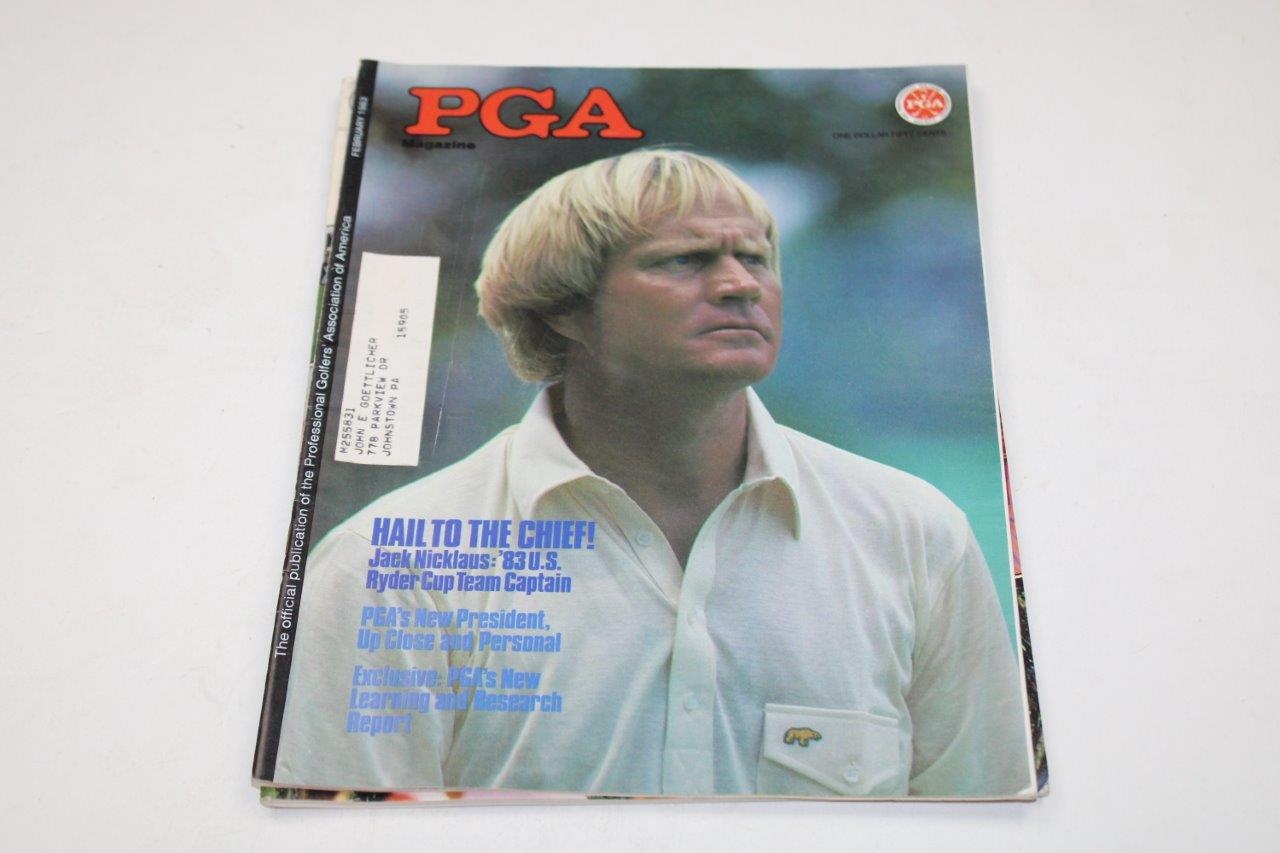 PGA
Magazine
PGA
ONE DOLLAR FIFTY CENTS
FEBRUARY 1983
The official publication of the Professional Golfers' Association of America
M255831
JOHN E GOETTLICHER
778 PARKVIEW DR
JOHNSTOWN PA 15905
HAIL TO THE CHIEF!
Jack Nicklaus: '83 U.S.
Ryder Cup Team Captain
PGA's New President,
Up Close and Personal
Exclusive: PGA's New
Learning and Research
Report